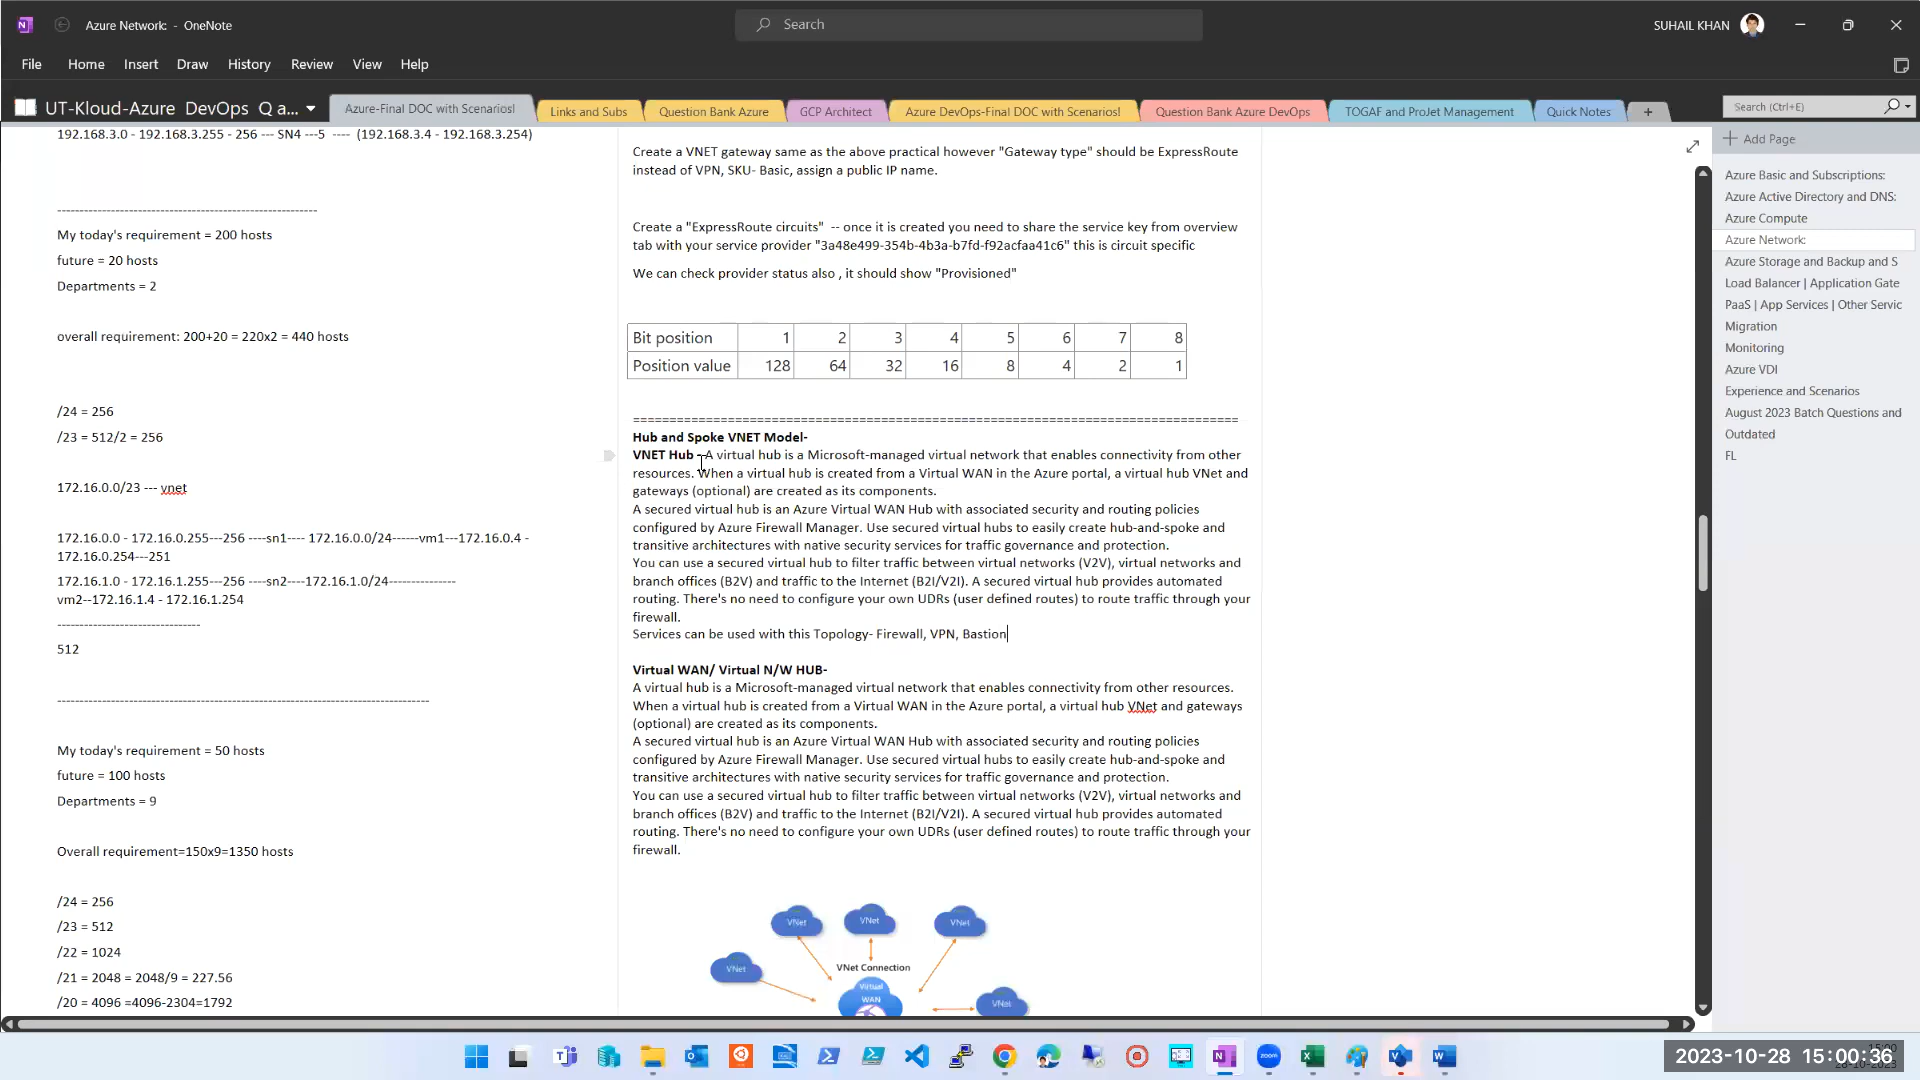 Azure Network: - OneNote
Search
SUHAIL KHAN
File Home Insert Draw History Review View Help
UT-Kloud-Azure DevOps Q a...
Azure-Final DOC with Scenarios!
Links and Subs
Question Bank Azure
GCP Architect
Azure DevOps-Final DOC with Scenarios!
Question Bank Azure DevOps
TOGAF and ProJet Management
Quick Notes
+
Search (Ctrl+E)
192.168.3.0 - 192.168.3.255 - 256 --- SN4 ---5 ---- (192.168.3.4 - 192.168.3.254)
----------------------------------------------------------
My today's requirement = 200 hosts
future = 20 hosts
Departments = 2
overall requirement: 200+20 = 220x2 = 440 hosts
/24 = 256
/23 = 512/2 = 256
172.16.0.0/23 --- vnet
172.16.0.0 - 172.16.0.255---256 ----sn1---- 172.16.0.0/24------vm1---172.16.0.4 -
172.16.0.254---251
172.16.1.0 - 172.16.1.255---256 ----sn2----172.16.1.0/24---------------
vm2--172.16.1.4 - 172.16.1.254
--------------------------------
512
-----------------------------------------------------------------------------------
My today's requirement = 50 hosts
future = 100 hosts
Departments = 9
Overall requirement=150x9=1350 hosts
/24 = 256
/23 = 512
/22 = 1024
/21 = 2048 = 2048/9 = 227.56
/20 = 4096 =4096-2304=1792
Create a VNET gateway same as the above practical however "Gateway type" should be ExpressRoute
instead of VPN, SKU- Basic, assign a public IP name.
Create a "ExpressRoute circuits" -- once it is created you need to share the service key from overview
tab with your service provider "3a48e499-354b-4b3a-b7fd-f92acfaa41c6" this is circuit specific
We can check provider status also , it should show "Provisioned"
Bit position 1 2 3 4 5 6 7 8
Position value 128 64 32 16 8 4 2 1
===================================================================================
Hub and Spoke VNET Model-
VNET Hub - A virtual hub is a Microsoft-managed virtual network that enables connectivity from other
resources. When a virtual hub is created from a Virtual WAN in the Azure portal, a virtual hub VNet and
gateways (optional) are created as its components.
A secured virtual hub is an Azure Virtual WAN Hub with associated security and routing policies
configured by Azure Firewall Manager. Use secured virtual hubs to easily create hub-and-spoke and
transitive architectures with native security services for traffic governance and protection.
You can use a secured virtual hub to filter traffic between virtual networks (V2V), virtual networks and
branch offices (B2V) and traffic to the Internet (B2I/V2I). A secured virtual hub provides automated
routing. There's no need to configure your own UDRs (user defined routes) to route traffic through your
firewall.
Services can be used with this Topology- Firewall, VPN, Bastion
Virtual WAN/ Virtual N/W HUB-
A virtual hub is a Microsoft-managed virtual network that enables connectivity from other resources.
When a virtual hub is created from a Virtual WAN in the Azure portal, a virtual hub VNet and gateways
(optional) are created as its components.
A secured virtual hub is an Azure Virtual WAN Hub with associated security and routing policies
configured by Azure Firewall Manager. Use secured virtual hubs to easily create hub-and-spoke and
transitive architectures with native security services for traffic governance and protection.
You can use a secured virtual hub to filter traffic between virtual networks (V2V), virtual networks and
branch offices (B2V) and traffic to the Internet (B2I/V2I). A secured virtual hub provides automated
routing. There's no need to configure your own UDRs (user defined routes) to route traffic through your
firewall.
VNet
VNet
VNet
VNet
VNet Connection
Virtual
WAN
VNet
Add Page
Azure Basic and Subscriptions:
Azure Active Directory and DNS:
Azure Compute
Azure Network:
Azure Storage and Backup and S
Load Balancer | Application Gate
PaaS | App Services | Other Servic
Migration
Monitoring
Azure VDI
Experience and Scenarios
August 2023 Batch Questions and
Outdated
FL
zoom
2023-10-28 15:00:36